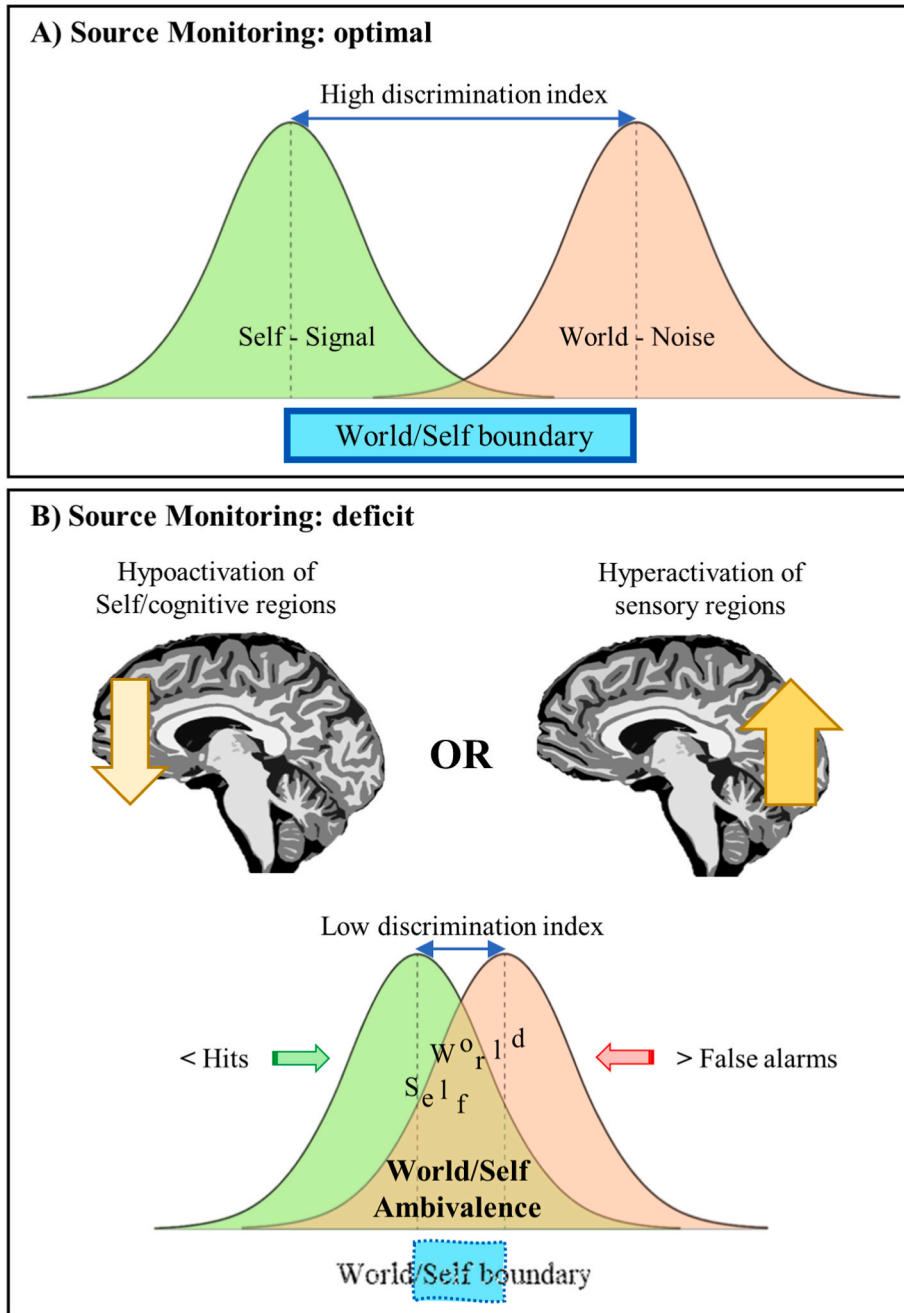 A) Source Monitoring: optimal
High discrimination index
Self - Signal
World - Noise
World/Self boundary
B) Source Monitoring: deficit
Hypoactivation of
Self/cognitive regions
Hyperactivation of
sensory regions
OR
Low discrimination index
< Hits
World
> False alarms
Self
World/Self
Ambivalence
World/Self boundary